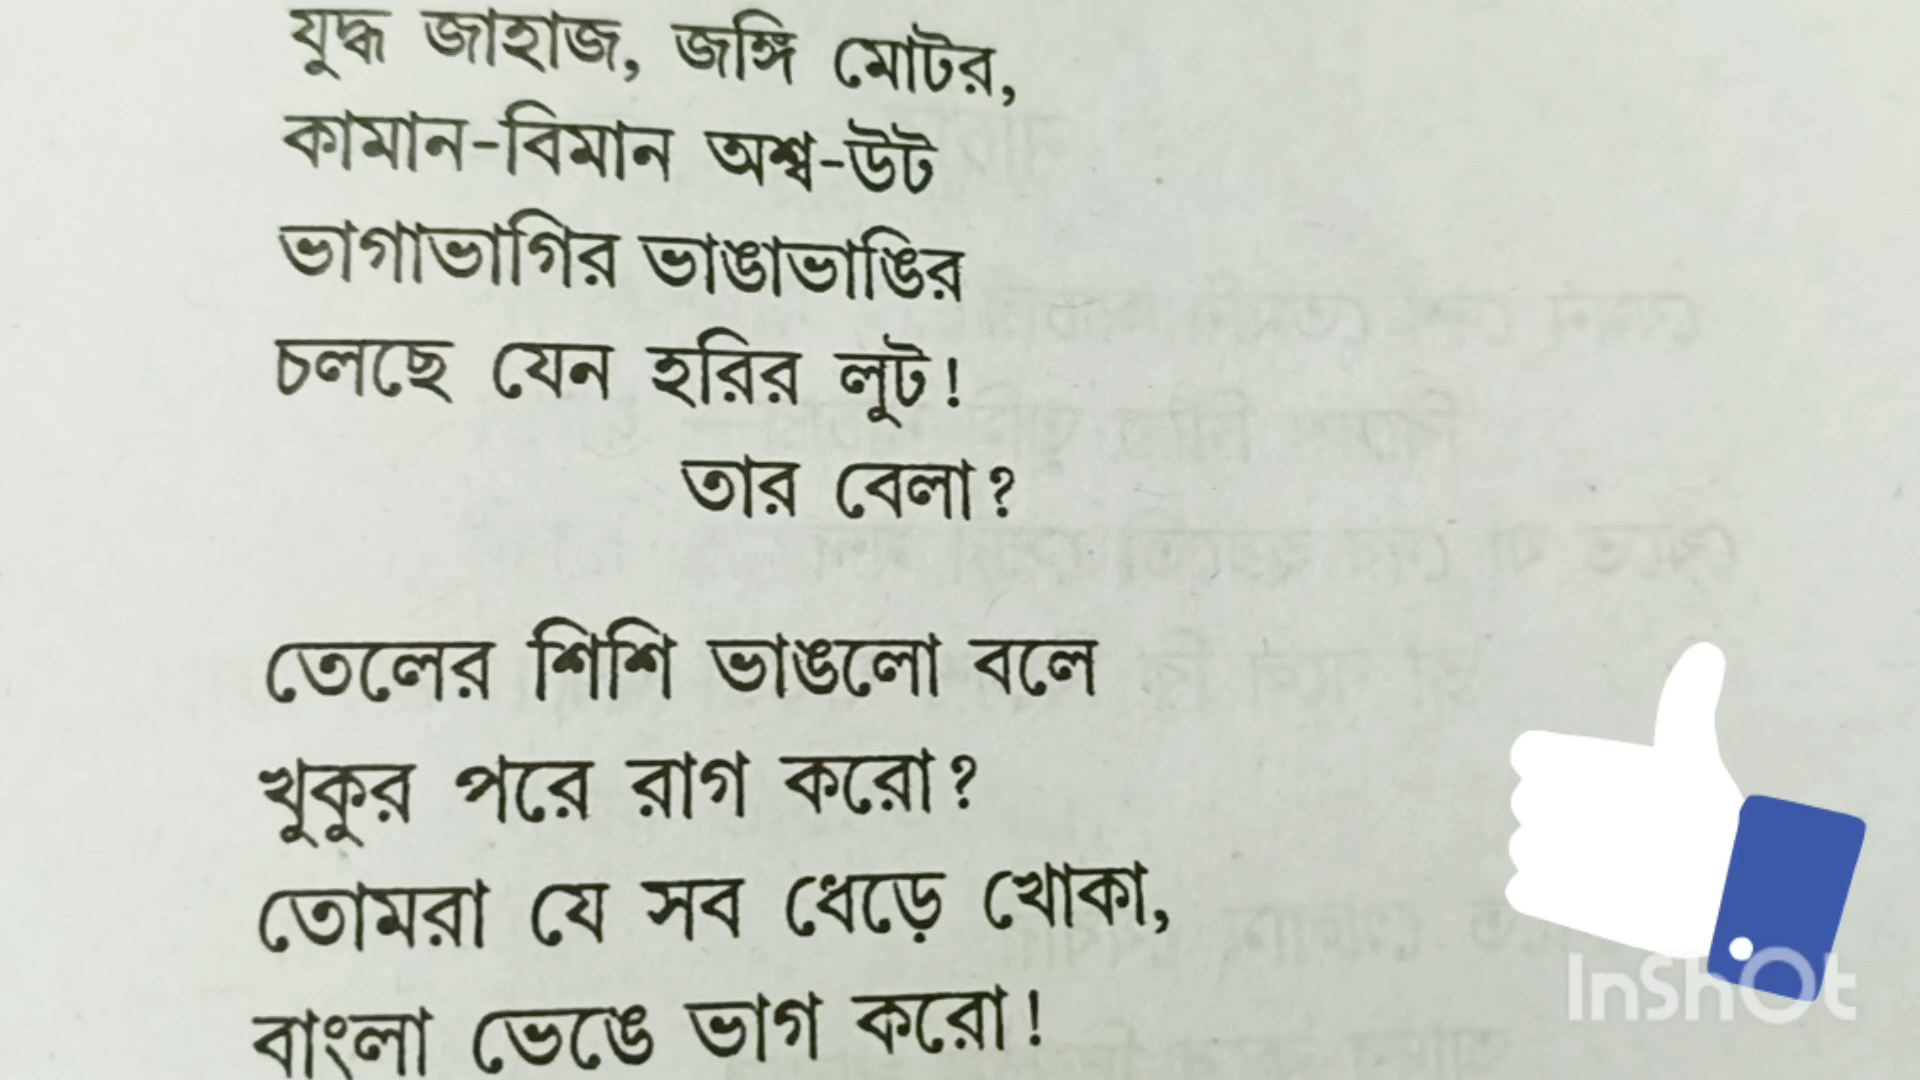 যুদ্ধ জাহাজ, জঙ্গি মোটর,
কামান-বিমান অশ্ব-উট
ভাগাভাগির ভাঙাভাঙির
চলছে যেন হরির লুট!
তার বেলা?
তেলের শিশি ভাঙলো বলে
খুকুর পরে রাগ করো?
তোমরা যে সব ধেড়ে খোকা,
বাংলা ভেঙে ভাগ করো!
InShOt